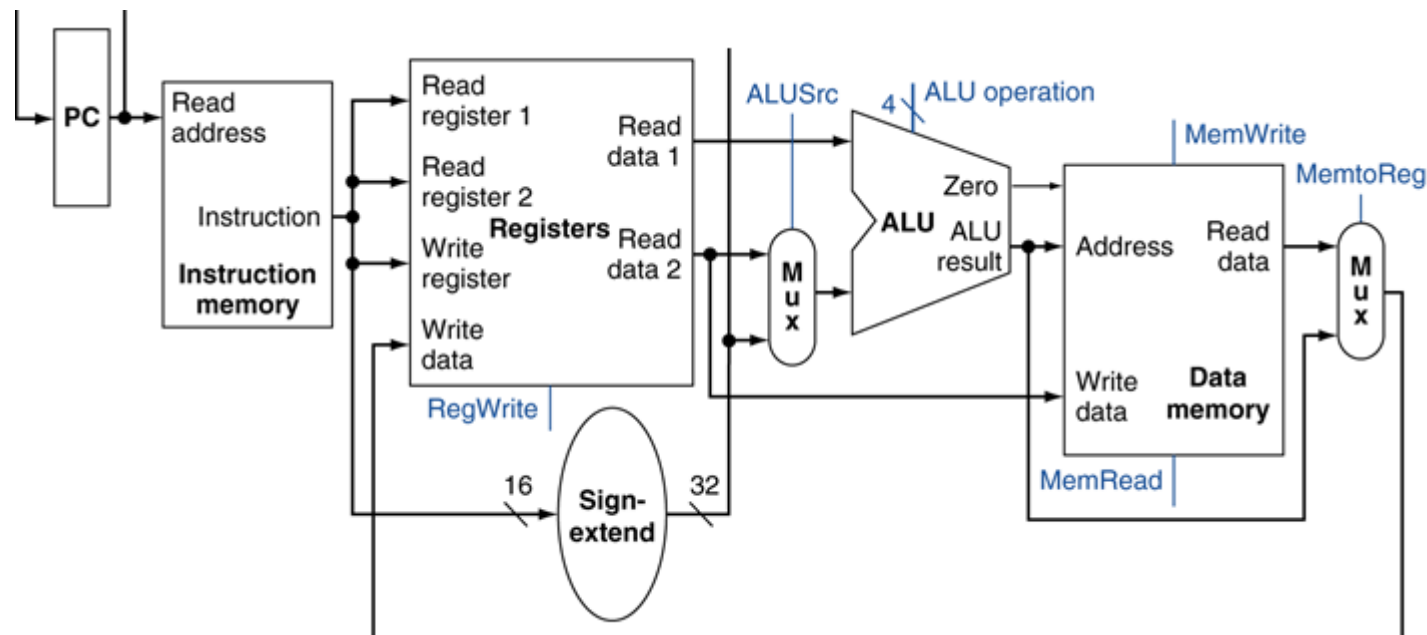 PC
Read
address
Instruction
Instruction
memory
Read
register 1
Read
register 2
Write
register
Write
data
Registers
Read
data 1
Read
data 2
RegWrite
16
Sign-
extend
32
ALUSrc
M
u
x
4
ALU operation
Zero
ALU
ALU
result
MemWrite
Address
Read
data
Write
data
Data
memory
MemRead
MemtoReg
M
u
x